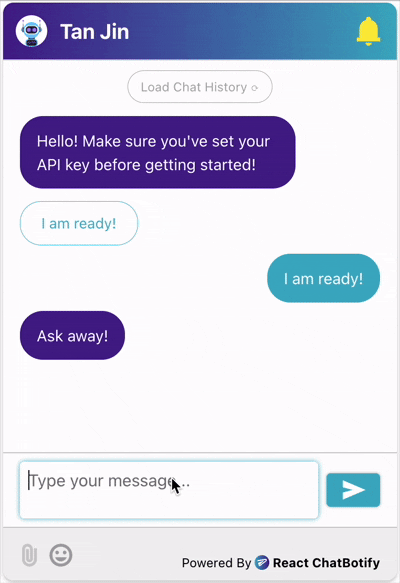 Tan Jin
Load Chat History
Hello! Make sure you've set your
API key before getting started!
I am ready!
I am ready!
Ask away!
Type your message...
Powered By React ChatBotify